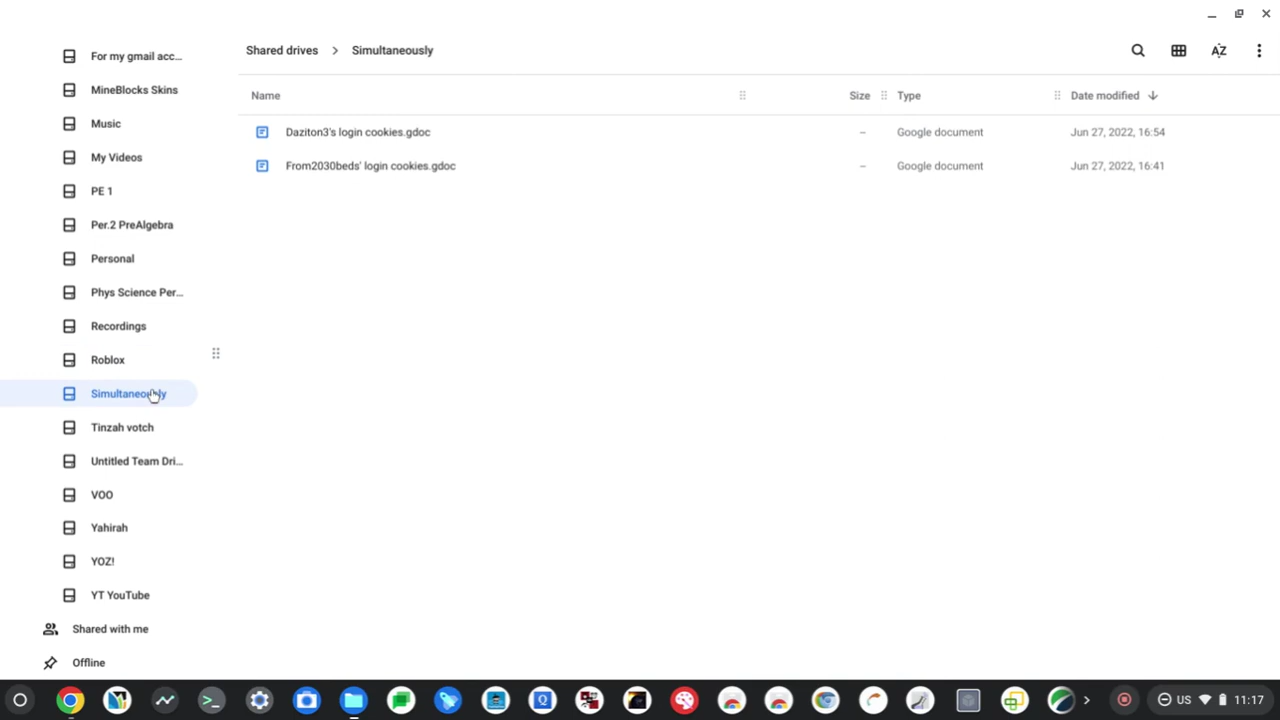 For my gmail acc...
MineBlocks Skins
Music
My Videos
PE 1
Per.2 PreAlgebra
Personal
Phys Science Per...
Recordings
Roblox
Simultaneously
Tinzah votch
Untitled Team Dri...
VOO
Yahirah
YOZ!
YT YouTube
Shared with me
Offline
Shared drives > Simultaneously
AZ
Name Size Type Date modified
Daziton3's login cookies.gdoc – Google document Jun 27, 2022, 16:54
From2030beds' login cookies.gdoc – Google document Jun 27, 2022, 16:41
US 11:17